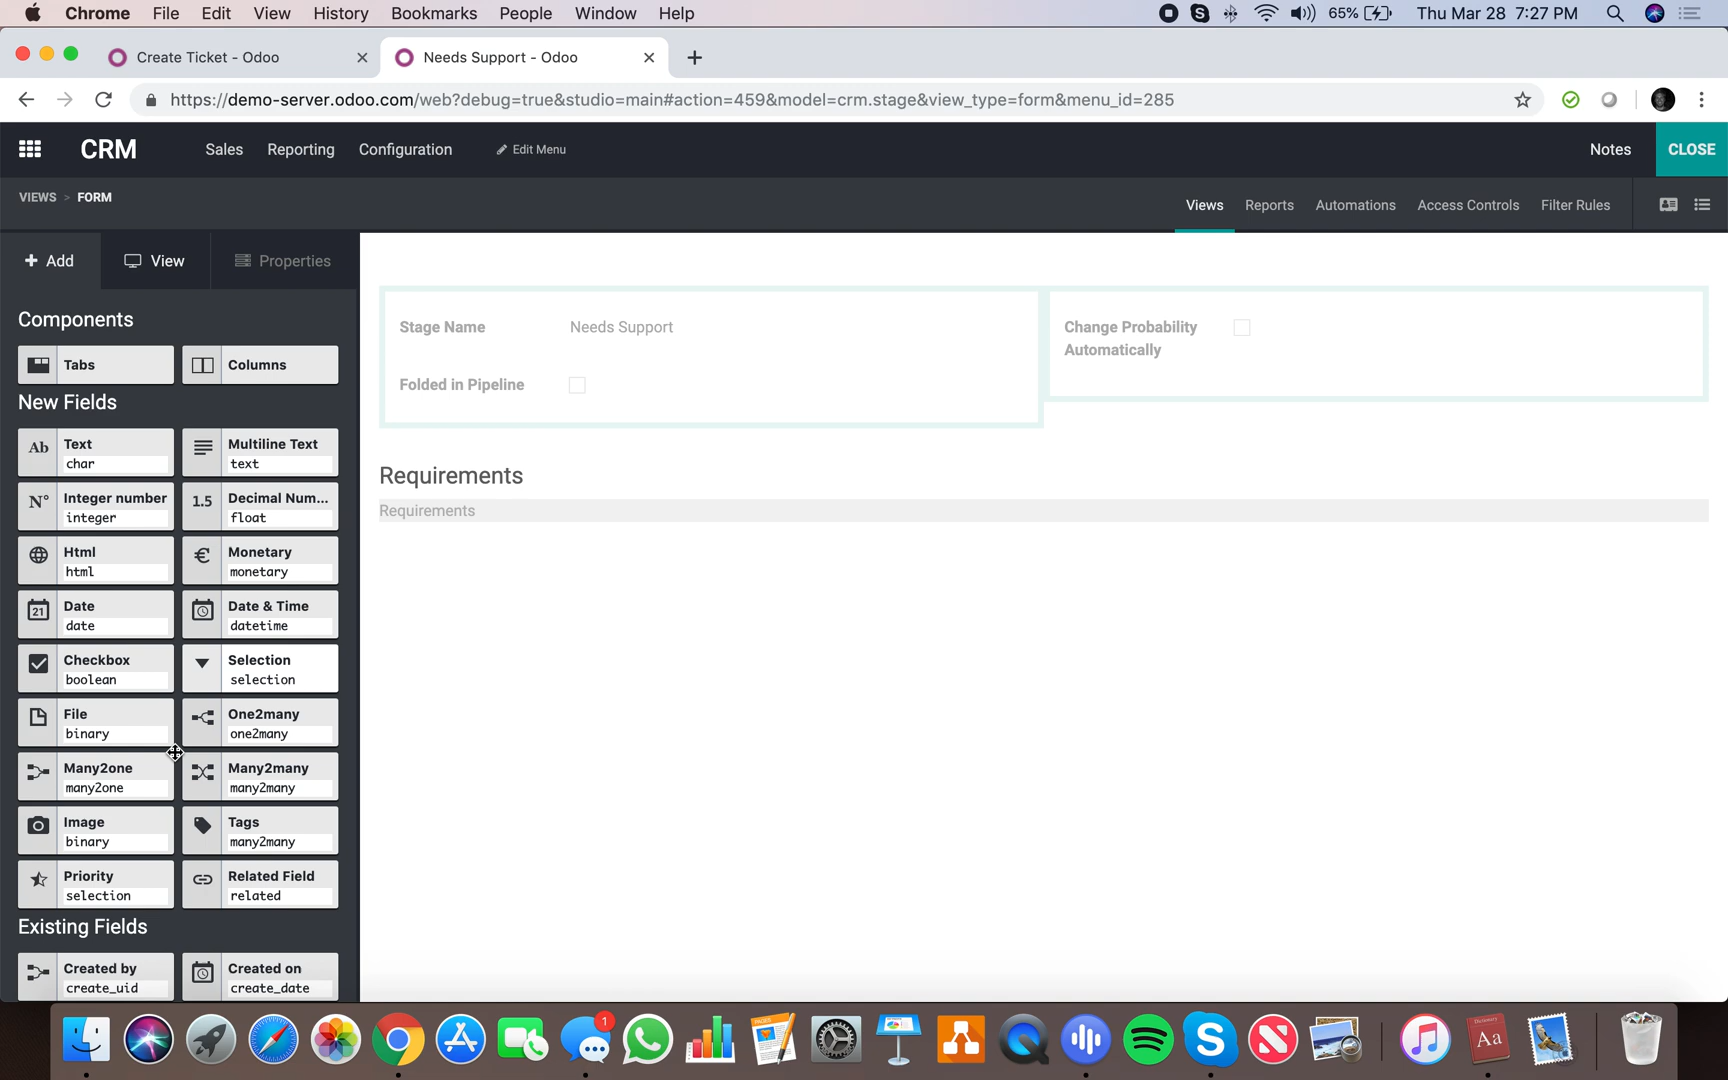 Chrome File Edit View History Bookmarks People Window Help 65% Thu Mar 28 7:27 PM
Create Ticket - Odoo Needs Support - Odoo
https://demo-server.odoo.com/web?debug=true&studio=main#action=459&model=crm.stage&view_type=form&menu_id=285
CRM Sales Reporting Configuration Edit Menu Notes CLOSE
VIEWS > FORM Views Reports Automations Access Controls Filter Rules
+ Add View Properties
Components
Tabs Columns
New Fields
Ab Text Multiline Text
char text
N° Integer number 1.5 Decimal Num...
integer float
Html € Monetary
html monetary
21 Date Date & Time
date datetime
Checkbox Selection
boolean selection
File One2many
binary one2many
Many2one Many2many
many2one many2many
Image Tags
binary many2many
Priority Related Field
selection related
Existing Fields
Created by Created on
create_uid create_date
Stage Name Needs Support
Folded in Pipeline
Change Probability
Automatically
Requirements
Requirements
1
PAGES
Aa
Dictionary